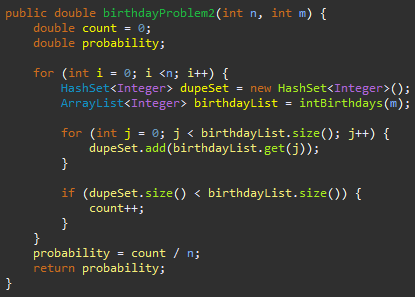 public double birthdayProblem2(int n, int m) {
    double count = 0;
    double probability;

    for (int i = 0; i <n; i++) {
        HashSet<Integer> dupeSet = new HashSet<Integer>();
        ArrayList<Integer> birthdayList = intBirthdays(m);

        for (int j = 0; j < birthdayList.size(); j++) {
            dupeSet.add(birthdayList.get(j));
        }

        if (dupeSet.size() < birthdayList.size()) {
            count++;
        }
    }
    probability = count / n;
    return probability;
}